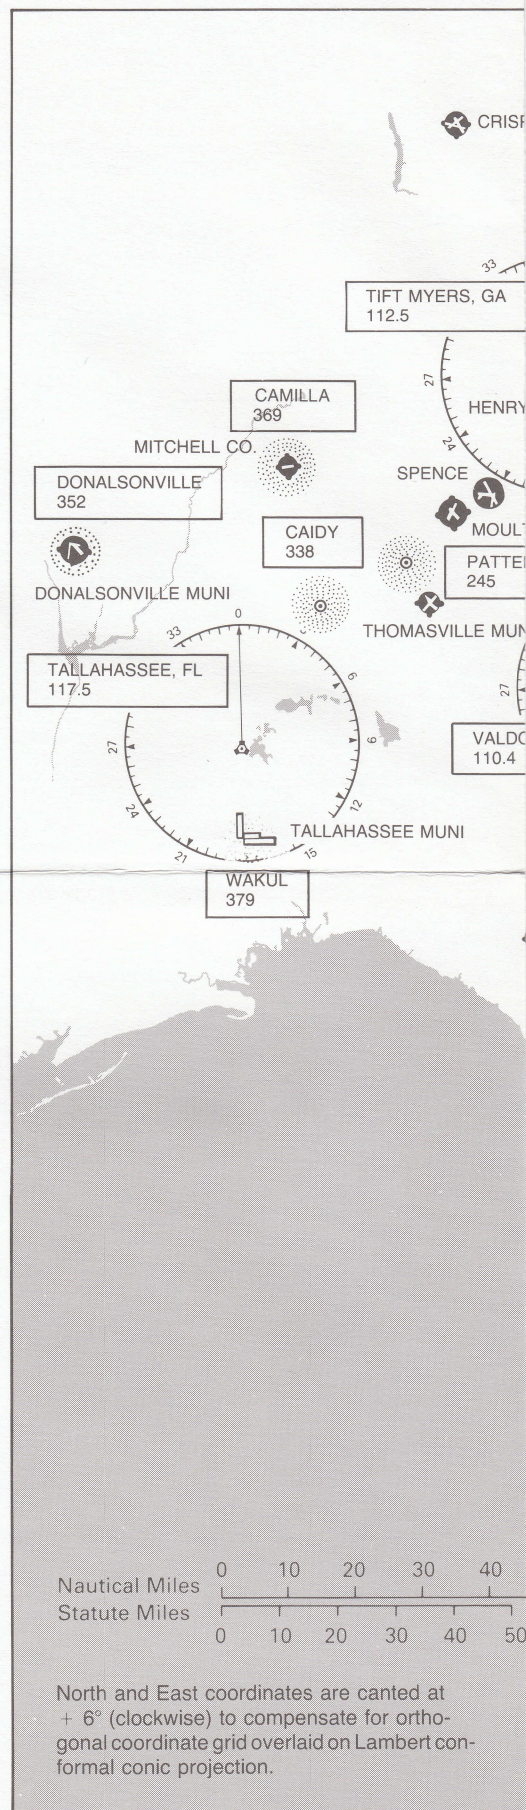 CRISP
33
TIFT MYERS, GA
112.5
27
CAMILLA
369
HENRY
24
MITCHELL CO.
SPENCE
DONALSONVILLE
352
CAIDY
338
MOULT
PATTE
245
DONALSONVILLE MUNI
0
33
THOMASVILLE MUN
TALLAHASSEE, FL
117.5
6
27
27
9
VALDO
110.4
24
12
TALLAHASSEE MUNI
21
15
WAKUL
379
0 10 20 30 40
Nautical Miles
Statute Miles
0 10 20 30 40 50
North and East coordinates are canted at
+ 6° (clockwise) to compensate for ortho-
gonal coordinate grid overlaid on Lambert con-
formal conic projection.